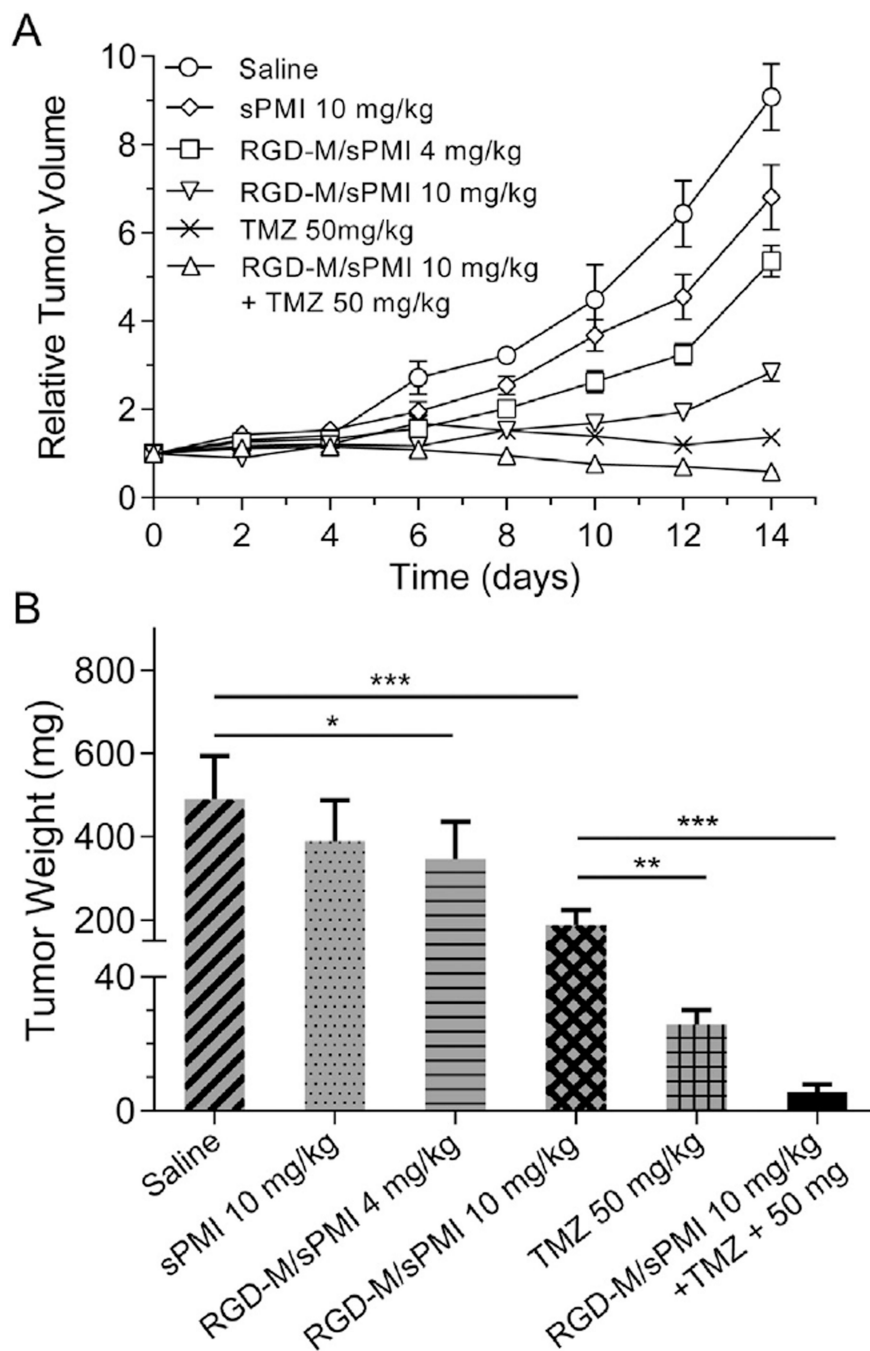 A
Relative Tumor Volume
10
8
6
4
2
0
Saline
sPMI 10 mg/kg
RGD-M/sPMI 4 mg/kg
RGD-M/sPMI 10 mg/kg
TMZ 50mg/kg
RGD-M/sPMI 10 mg/kg
+ TMZ 50 mg/kg
0 2 4 6 8 10 12 14
Time (days)
B
Tumor Weight (mg)
800
600
400
200
40
0
***
*
***
**
Saline
sPMI 10 mg/kg
RGD-M/sPMI 4 mg/kg
RGD-M/sPMI 10 mg/kg
TMZ 50 mg/kg
RGD-M/sPMI 10 mg/kg
+TMZ + 50 mg